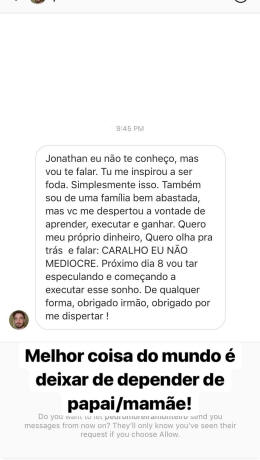 9:45 PM
Jonathan eu não te conheço, mas
vou te falar. Tu me inspirou a ser
foda. Simplesmente isso. Também
sou de uma família bem abastada,
mas vc me despertou a vontade de
aprender, executar e ganhar. Quero
meu próprio dinheiro, Quero olha pra
trás e falar: CARALHO EU NÃO
MEDIOCRE. Próximo dia 8 vou tar
especulando e começando a
executar esse sonho. De qualquer
forma, obrigado irmão, obrigado por
me dispertar !
Melhor coisa do mundo é
deixar de depender de
papai/mamãe!
Do you want to let send you
messages from now on? They'll only know you've seen their
request if you choose Allow.